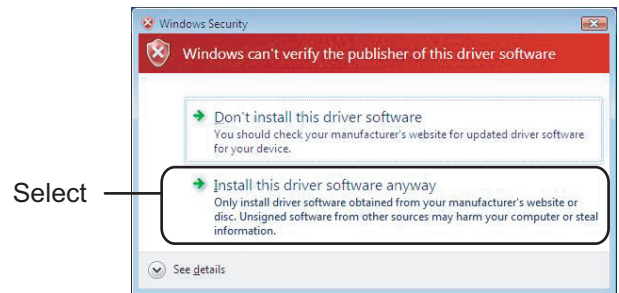 Windows Security
Windows can't verify the publisher of this driver software
Don't install this driver software
You should check your manufacturer's website for updated driver software
for your device.
Select
Install this driver software anyway
Only install driver software obtained from your manufacturer's website or
disc. Unsigned software from other sources may harm your computer or steal
information.
See details